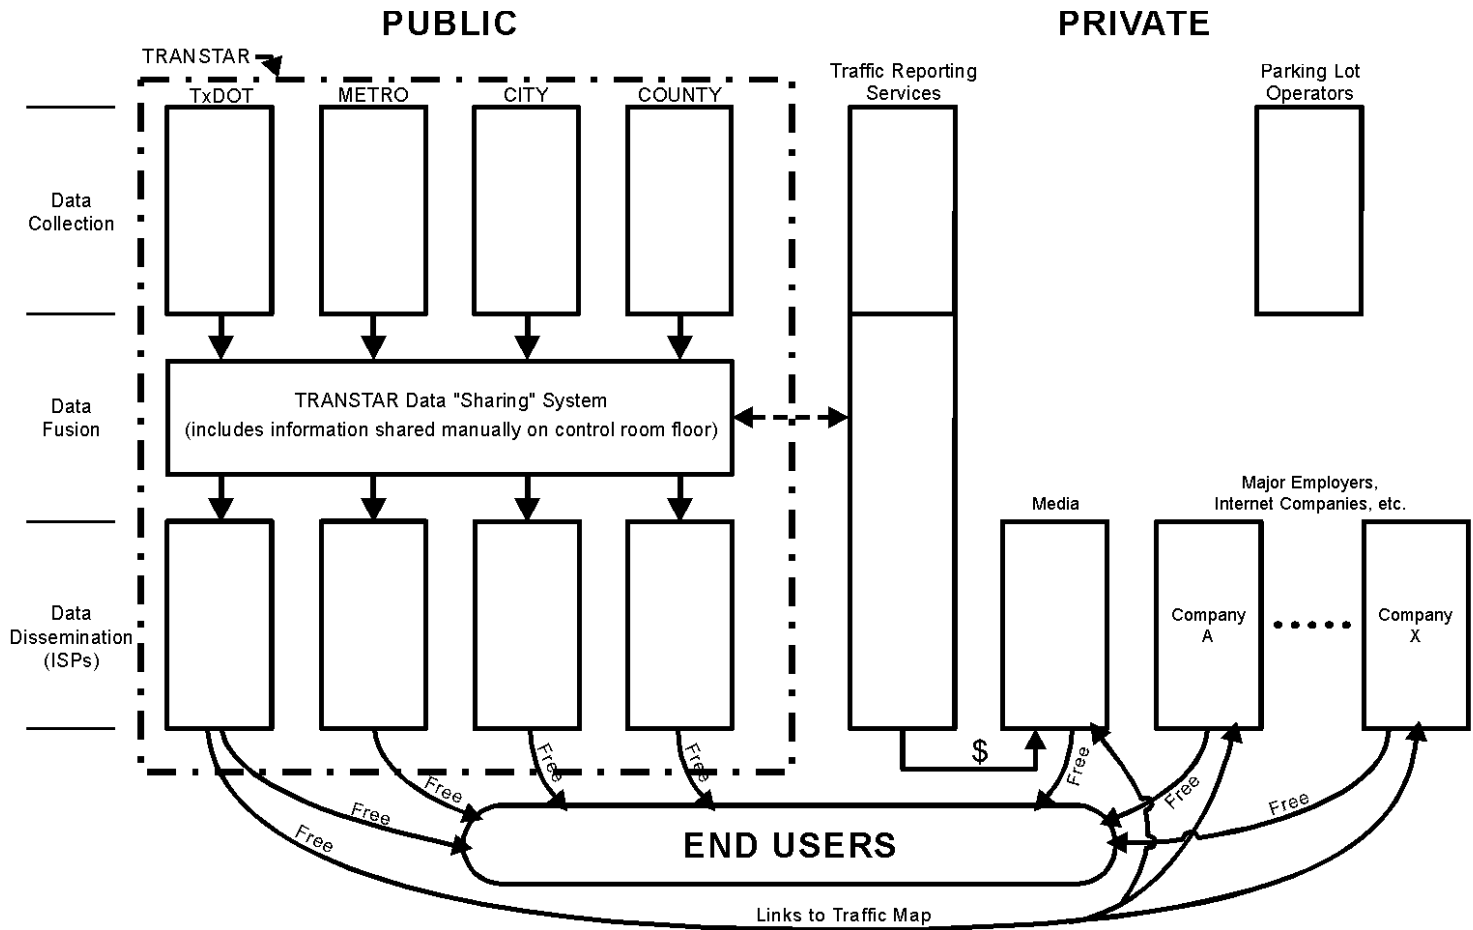 PUBLIC
PRIVATE
TRANSTAR
TxDOT
METRO
CITY
COUNTY
Traffic Reporting
Services
Parking Lot
Operators
Data
Collection
Data
Fusion
TRANSTAR Data "Sharing" System
(includes information shared manually on control room floor)
Media
Major Employers,
Internet Companies, etc.
Data
Dissemination
(ISPs)
Company
A
Company
X
$
Free
Free
Free
Free
Free
Free
Free
Free
END USERS
Links to Traffic Map